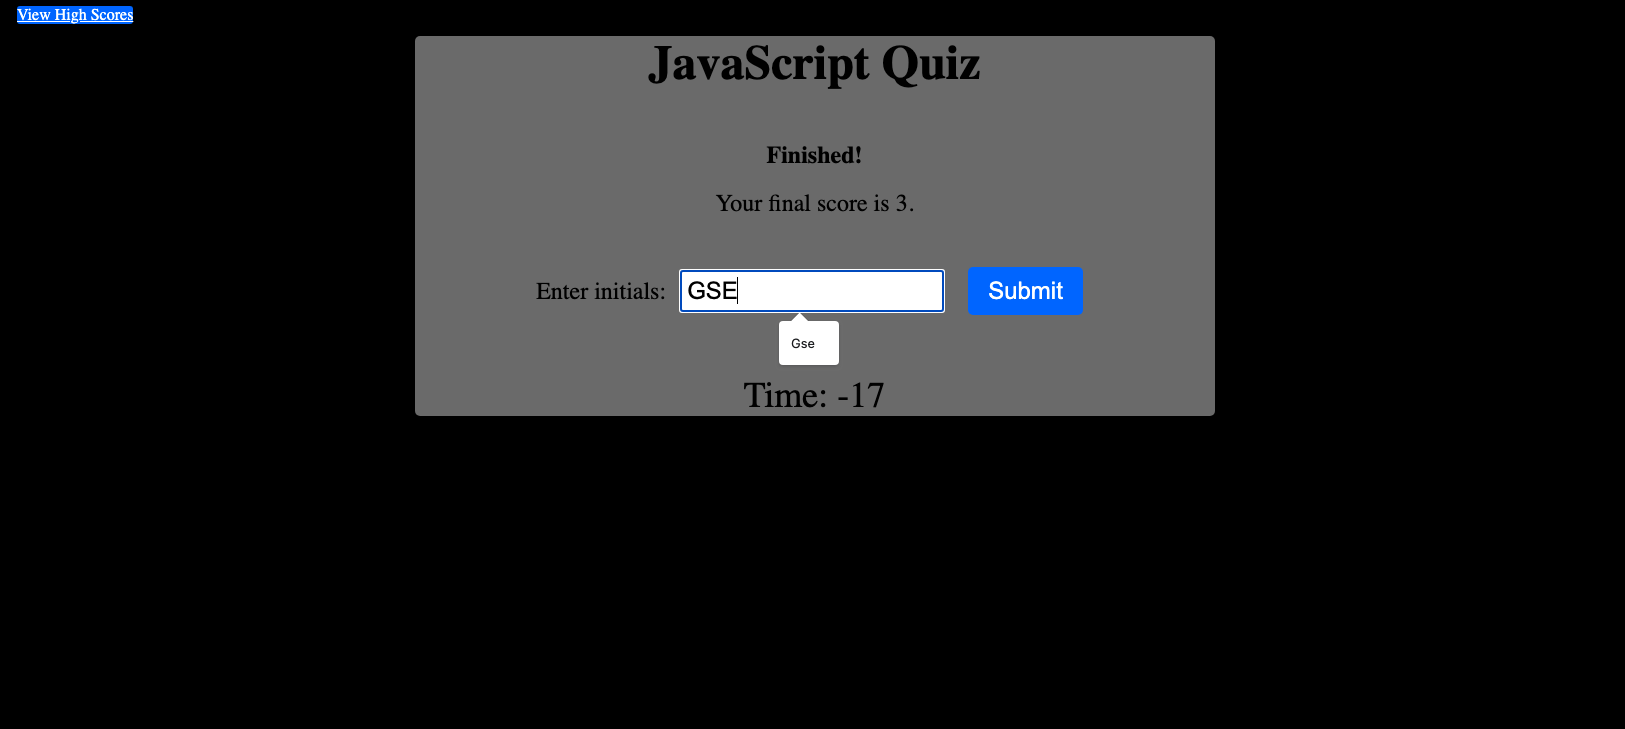 View High Scores
JavaScript Quiz
Finished!
Your final score is 3.
Enter initials: GSE Submit
Gse
Time: -17